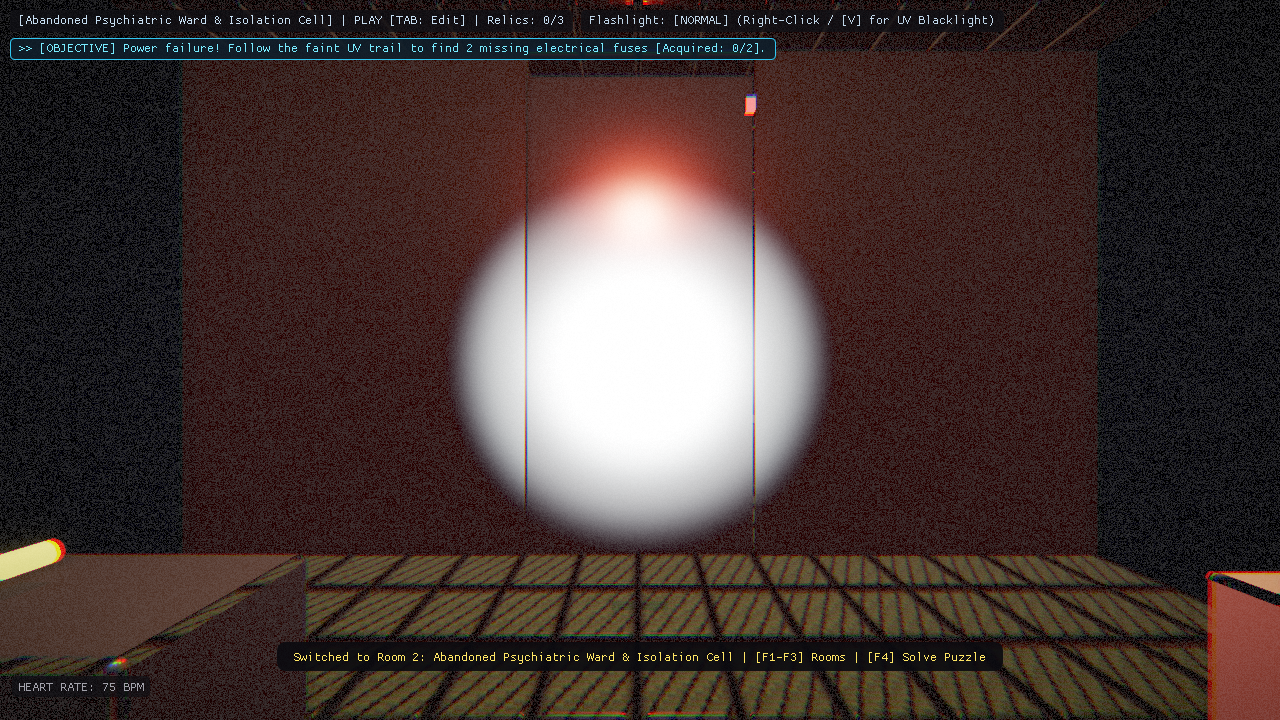 [Abandoned Psychiatric Ward & Isolation Cell] | PLAY [TAB: Edit] | Relics: 0/3
Flashlight: [NORMAL] (Right-Click / [V] for UV Blacklight)
>> [OBJECTIVE] Power failure! Follow the faint UV trail to find 2 missing electrical fuses [Acquired: 0/2].
Switched to Room 2: Abandoned Psychiatric Ward & Isolation Cell | [F1-F3] Rooms | [F4] Solve Puzzle
HEART RATE: 75 BPM